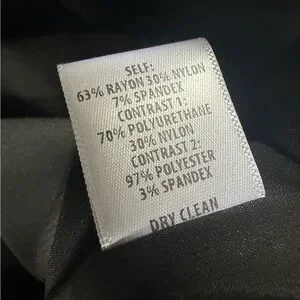 SELF:
63% RAYON 30% NYLON
7% SPANDEX
CONTRAST 1:
70% POLYURETHANE
30% NYLON
CONTRAST 2:
97% POLYESTER
3% SPANDEX
DRY CLEAN